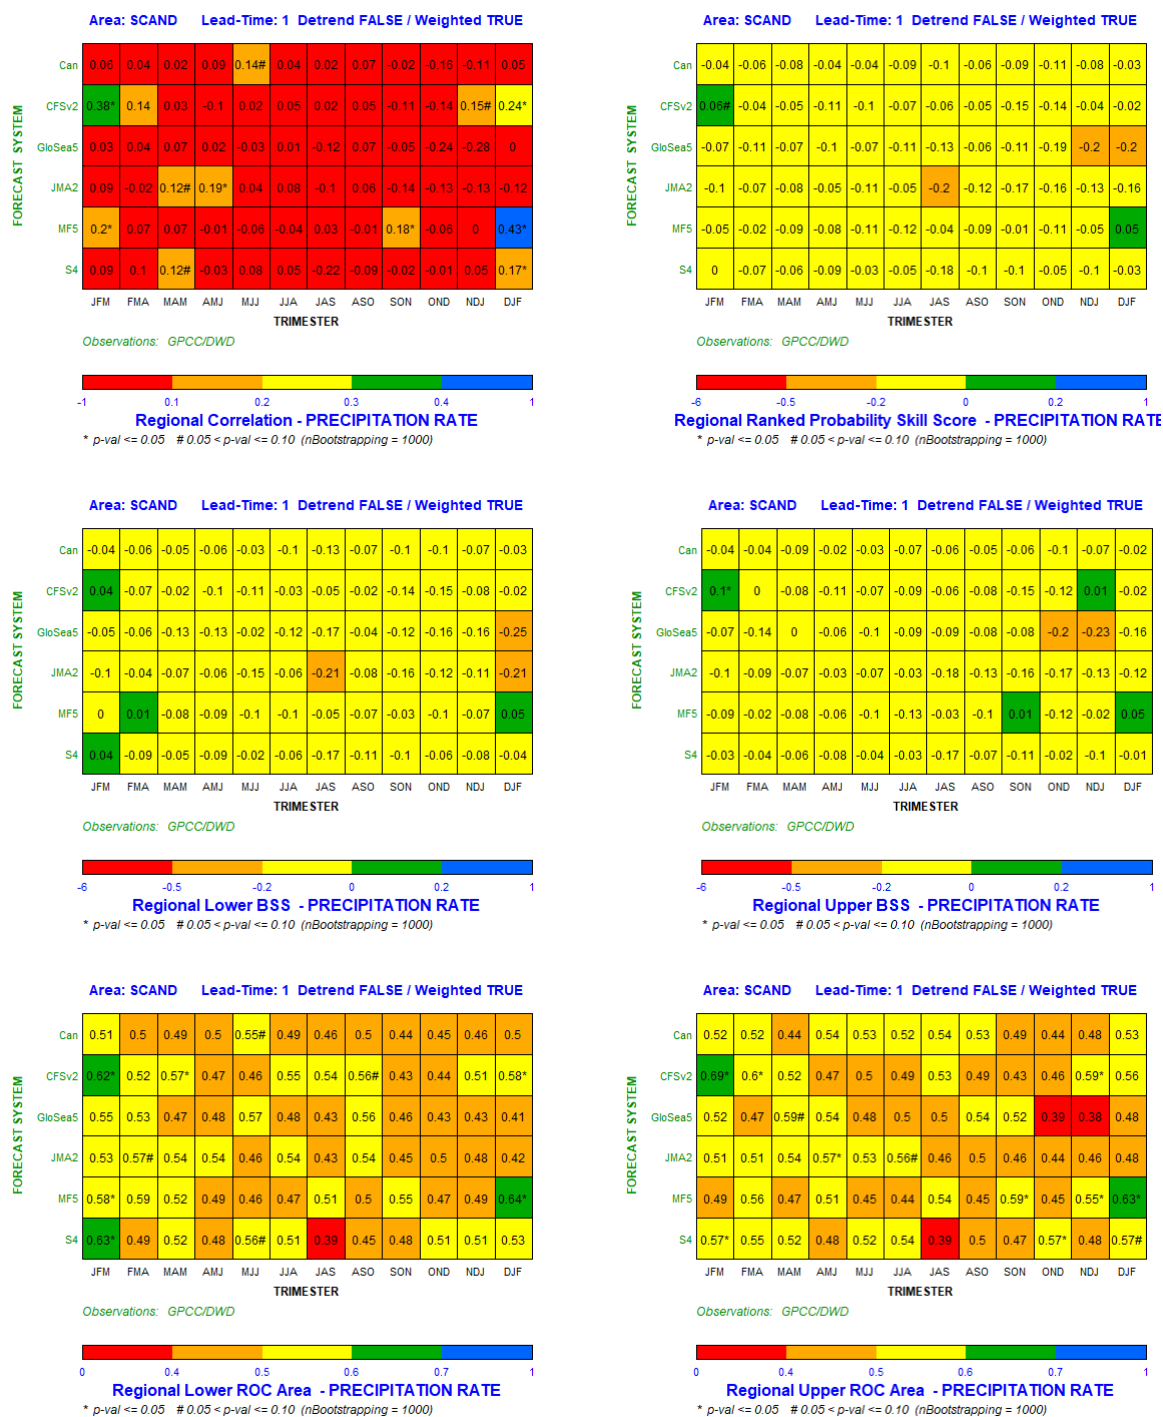 Area: SCAND Lead-Time: 1 Detrend FALSE / Weighted TRUE
FORECAST SYSTEM
Can 0.06 0.04 0.02 0.09 0.14# 0.04 0.02 0.07 -0.02 -0.16 -0.11 0.05
CFSv2 0.38* 0.14 0.03 -0.1 0.02 0.05 0.02 0.05 -0.11 -0.14 0.15# 0.24*
GloSea5 0.03 0.04 0.07 0.02 -0.03 0.01 -0.12 0.07 -0.05 -0.24 -0.28 0
JMA2 0.09 -0.02 0.12# 0.19* 0.04 0.08 -0.1 0.06 -0.14 -0.13 -0.13 -0.12
MF5 0.2* 0.07 0.07 -0.01 -0.06 -0.04 0.03 -0.01 0.18* -0.06 0 0.43*
S4 0.09 0.1 0.12# -0.03 0.08 0.05 -0.22 -0.09 -0.02 -0.01 0.05 0.17*
JFM FMA MAM AMJ MJJ JJA JAS ASO SON OND NDJ DJF
TRIMESTER
Observations: GPCC/DWD
-1 0.1 0.2 0.3 0.4 1
Regional Correlation - PRECIPITATION RATE
* p-val <= 0.05 # 0.05 < p-val <= 0.10 (nBootstrapping = 1000)
Area: SCAND Lead-Time: 1 Detrend FALSE / Weighted TRUE
FORECAST SYSTEM
Can -0.04 -0.06 -0.08 -0.04 -0.04 -0.09 -0.1 -0.06 -0.09 -0.11 -0.08 -0.03
CFSv2 0.06# -0.04 -0.05 -0.11 -0.1 -0.07 -0.06 -0.05 -0.15 -0.14 -0.04 -0.02
GloSea5 -0.07 -0.11 -0.07 -0.1 -0.07 -0.11 -0.13 -0.06 -0.11 -0.19 -0.2 -0.2
JMA2 -0.1 -0.07 -0.08 -0.05 -0.11 -0.05 -0.2 -0.12 -0.17 -0.16 -0.13 -0.16
MF5 -0.05 -0.02 -0.09 -0.08 -0.11 -0.12 -0.04 -0.09 -0.01 -0.11 -0.05 0.05
S4 0 -0.07 -0.06 -0.09 -0.03 -0.05 -0.18 -0.1 -0.1 -0.05 -0.1 -0.03
JFM FMA MAM AMJ MJJ JJA JAS ASO SON OND NDJ DJF
TRIMESTER
Observations: GPCC/DWD
-6 -0.5 -0.2 0 0.2 1
Regional Ranked Probability Skill Score - PRECIPITATION RATE
* p-val <= 0.05 # 0.05 < p-val <= 0.10 (nBootstrapping = 1000)
Area: SCAND Lead-Time: 1 Detrend FALSE / Weighted TRUE
FORECAST SYSTEM
Can -0.04 -0.06 -0.05 -0.06 -0.03 -0.1 -0.13 -0.07 -0.1 -0.1 -0.07 -0.03
CFSv2 0.04 -0.07 -0.02 -0.1 -0.11 -0.03 -0.05 -0.02 -0.14 -0.15 -0.08 -0.02
GloSea5 -0.05 -0.06 -0.13 -0.13 -0.02 -0.12 -0.17 -0.04 -0.12 -0.16 -0.16 -0.25
JMA2 -0.1 -0.04 -0.07 -0.06 -0.15 -0.06 -0.21 -0.08 -0.16 -0.12 -0.11 -0.21
MF5 0 0.01 -0.08 -0.09 -0.1 -0.1 -0.05 -0.07 -0.03 -0.1 -0.07 0.05
S4 0.04 -0.09 -0.05 -0.09 -0.02 -0.06 -0.17 -0.11 -0.1 -0.06 -0.08 -0.04
JFM FMA MAM AMJ MJJ JJA JAS ASO SON OND NDJ DJF
TRIMESTER
Observations: GPCC/DWD
-6 -0.5 -0.2 0 0.2 1
Regional Lower BSS - PRECIPITATION RATE
* p-val <= 0.05 # 0.05 < p-val <= 0.10 (nBootstrapping = 1000)
Area: SCAND Lead-Time: 1 Detrend FALSE / Weighted TRUE
FORECAST SYSTEM
Can -0.04 -0.04 -0.09 -0.02 -0.03 -0.07 -0.06 -0.05 -0.06 -0.1 -0.07 -0.02
CFSv2 0.1* 0 -0.08 -0.11 -0.07 -0.08 -0.06 -0.08 -0.15 -0.12 0.01 -0.02
GloSea5 -0.07 -0.14 0 -0.06 -0.1 -0.09 -0.09 -0.08 -0.08 -0.2 -0.23 -0.16
JMA2 -0.1 -0.09 -0.07 -0.03 -0.07 -0.03 -0.18 -0.13 -0.16 -0.17 -0.13 -0.12
MF5 -0.09 -0.02 -0.08 -0.06 -0.1 -0.13 -0.03 -0.1 0.01 -0.12 -0.02 0.05
S4 -0.03 -0.04 -0.06 -0.08 -0.04 -0.03 -0.17 -0.07 -0.11 -0.02 -0.1 -0.01
JFM FMA MAM AMJ MJJ JJA JAS ASO SON OND NDJ DJF
TRIMESTER
Observations: GPCC/DWD
-6 -0.5 -0.2 0 0.2 1
Regional Upper BSS - PRECIPITATION RATE
* p-val <= 0.05 # 0.05 < p-val <= 0.10 (nBootstrapping = 1000)
Area: SCAND Lead-Time: 1 Detrend FALSE / Weighted TRUE
FORECAST SYSTEM
Can 0.51 0.5 0.49 0.5 0.55# 0.49 0.46 0.5 0.44 0.45 0.46 0.5
CFSv2 0.62* 0.52 0.57* 0.47 0.46 0.55 0.54 0.56# 0.43 0.44 0.51 0.58*
GloSea5 0.55 0.53 0.47 0.48 0.57 0.48 0.43 0.56 0.46 0.43 0.43 0.41
JMA2 0.53 0.57# 0.54 0.54 0.46 0.54 0.43 0.54 0.45 0.5 0.48 0.42
MF5 0.58* 0.59 0.52 0.49 0.46 0.47 0.51 0.5 0.55 0.47 0.49 0.64*
S4 0.63* 0.49 0.52 0.48 0.56# 0.51 0.39 0.45 0.48 0.51 0.51 0.53
JFM FMA MAM AMJ MJJ JJA JAS ASO SON OND NDJ DJF
TRIMESTER
Observations: GPCC/DWD
0 0.4 0.5 0.6 0.7 1
Regional Lower ROC Area - PRECIPITATION RATE
* p-val <= 0.05 # 0.05 < p-val <= 0.10 (nBootstrapping = 1000)
Area: SCAND Lead-Time: 1 Detrend FALSE / Weighted TRUE
FORECAST SYSTEM
Can 0.52 0.52 0.44 0.54 0.53 0.52 0.54 0.53 0.49 0.44 0.48 0.53
CFSv2 0.69* 0.6* 0.52 0.47 0.5 0.49 0.53 0.49 0.43 0.46 0.59* 0.56
GloSea5 0.52 0.47 0.59# 0.54 0.48 0.5 0.5 0.54 0.52 0.39 0.38 0.48
JMA2 0.51 0.51 0.54 0.57* 0.53 0.56# 0.46 0.5 0.46 0.44 0.46 0.48
MF5 0.49 0.56 0.47 0.51 0.45 0.44 0.54 0.45 0.59* 0.45 0.55* 0.63*
S4 0.57* 0.55 0.52 0.48 0.52 0.54 0.39 0.5 0.47 0.57* 0.48 0.57#
JFM FMA MAM AMJ MJJ JJA JAS ASO SON OND NDJ DJF
TRIMESTER
Observations: GPCC/DWD
0 0.4 0.5 0.6 0.7 1
Regional Upper ROC Area - PRECIPITATION RATE
* p-val <= 0.05 # 0.05 < p-val <= 0.10 (nBootstrapping = 1000)